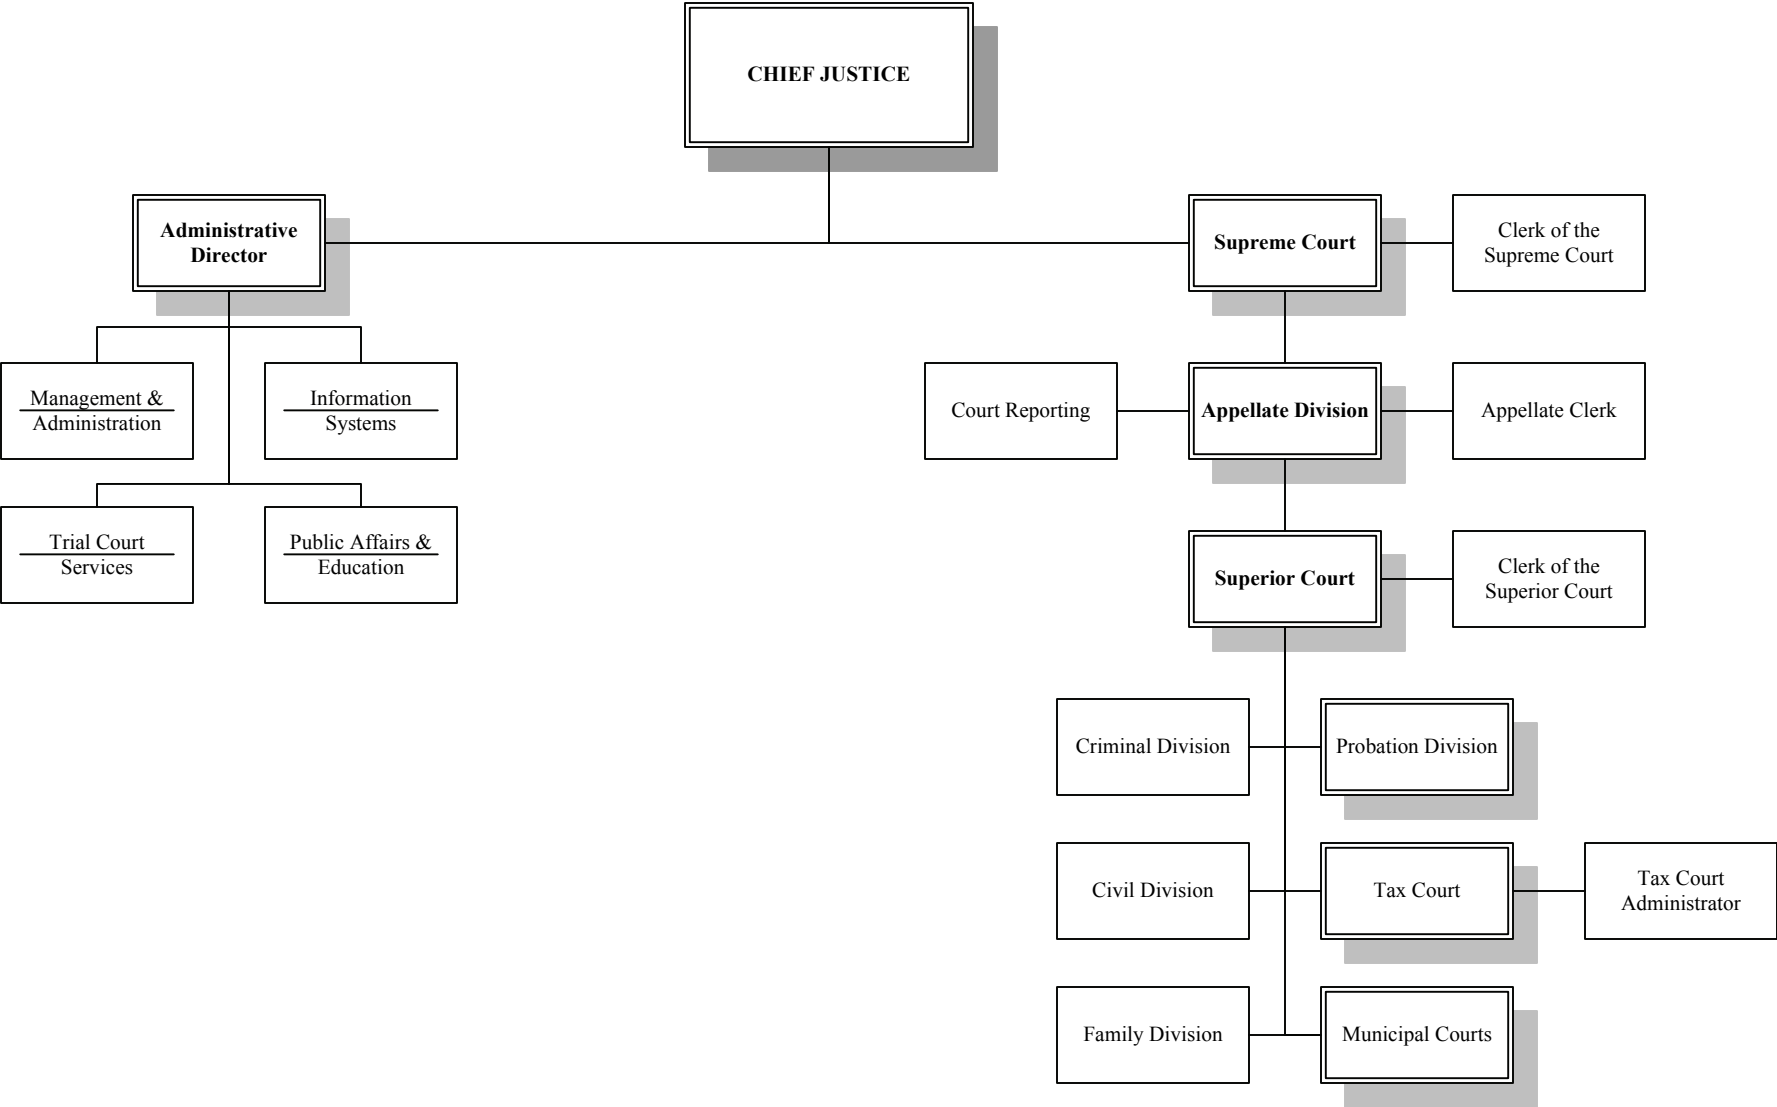 CHIEF JUSTICE
Administrative
Director
Supreme Court
Clerk of the
Supreme Court
Management &
Administration
Information
Systems
Court Reporting
Appellate Division
Appellate Clerk
Trial Court
Services
Public Affairs &
Education
Superior Court
Clerk of the
Superior Court
Criminal Division
Probation Division
Civil Division
Tax Court
Tax Court
Administrator
Family Division
Municipal Courts